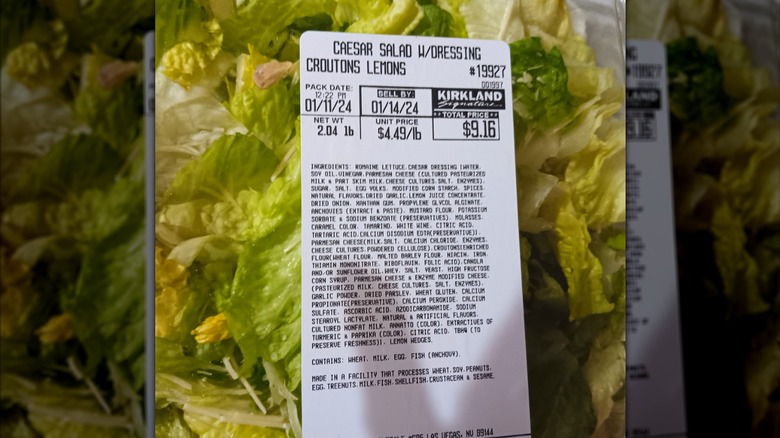 CAESAR SALAD W/DRESSING
CROUTONS LEMONS #19927
001997
PACK DATE: 12:22 PM 01/11/24
SELL BY: 01/14/24
KIRKLAND Signature
NET WT 2.04 lb
UNIT PRICE $4.49/lb
TOTAL PRICE $9.16
INGREDIENTS: ROMAINE LETTUCE.CAESAR DRESSING (WATER.
SOY OIL.VINEGAR.PARMESAN CHEESE (CULTURED PASTEURIZED
MILK & PART SKIM MILK.CHEESE CULTURES.SALT. ENZYMES).
SUGAR. SALT. EGG YOLKS. MODIFIED CORN STARCH. SPICES.
NATURAL FLAVORS.DRIED GARLIC.LEMON JUICE CONCENTRATE.
DRIED ONION. XANTHAN GUM. PROPYLENE GLYCOL ALGINATE.
ANCHOVIES (EXTRACT & PASTE). MUSTARD FLOUR. POTASSIUM
SORBATE & SODIUM BENZOATE (PRESERVATIVES). MOLASSES.
CARAMEL COLOR. TAMARIND. WHITE WINE. CITRIC ACID.
TARTARIC ACID.CALCIUM DISODIUM EDTA(PRESERVATIVE)).
PARMESAN CHEESE(MILK.SALT. CALCIUM CHLORIDE. ENZYMES.
CHEESE CULTURES.POWDERED CELLULOSE).CROUTONS(ENRICHED
FLOUR(WHEAT FLOUR. MALTED BARLEY FLOUR. NIACIN. IRON.
THIAMIN MONONITRATE. RIBOFLAVIN. FOLIC ACID).CANOLA
AND/OR SUNFLOWER OIL.WHEY. SALT. YEAST. HIGH FRUCTOSE
CORN SYRUP. PARMESAN CHEESE & ENZYME MODIFIED CHEESE.
(PASTEURIZED MILK. CHEESE CULTURES. SALT. ENZYMES).
GARLIC POWDER. DRIED PARSLEY. WHEAT GLUTEN. CALCIUM
PROPIONATE(PRESERVATIVE). CALCIUM PEROXIDE. CALCIUM
SULFATE. ASCORBIC ACID. AZODICARBONAMIDE. SODIUM
STEAROYL LACTYLATE. NATURAL & ARTIFICIAL FLAVORS.
CULTURED NONFAT MILK. ANNATTO (COLOR). EXTRACTIVES OF
TURMERIC & PAPRIKA (COLOR). CITRIC ACID. TBHQ (TO
PRESERVE FRESHNESS)). LEMON WEDGES.
CONTAINS: WHEAT. MILK. EGG. FISH (ANCHOVY).
MADE IN A FACILITY THAT PROCESSES WHEAT.SOY.PEANUTS.
EGG.TREENUTS.MILK.FISH.SHELLFISH.CRUSTACEAN & SESAME.
LAS VEGAS, NV 89144